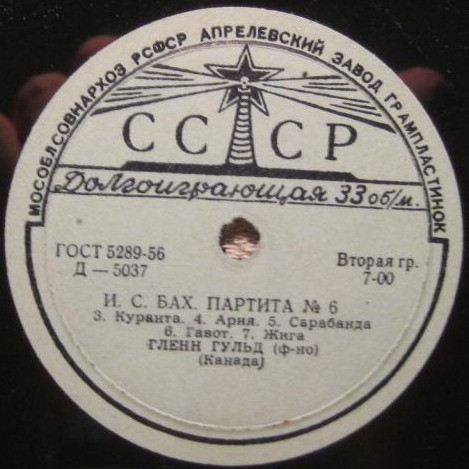 МОСОБЛСОВНАРХОЗ РСФСР АПРЕЛЕВСКИЙ ЗАВОД ГРАМПЛАСТИНОК
СССР
Долгоиграющая 33 об/м.
ГОСТ 5289-56
Д — 5037
Вторая гр.
7-00
И. С. БАХ. ПАРТИТА № 6
3. Куранта. 4. Ария. 5. Сарабанда
6. Гавот. 7. Жига
ГЛЕНН ГУЛЬД (ф-но)
(Канада)